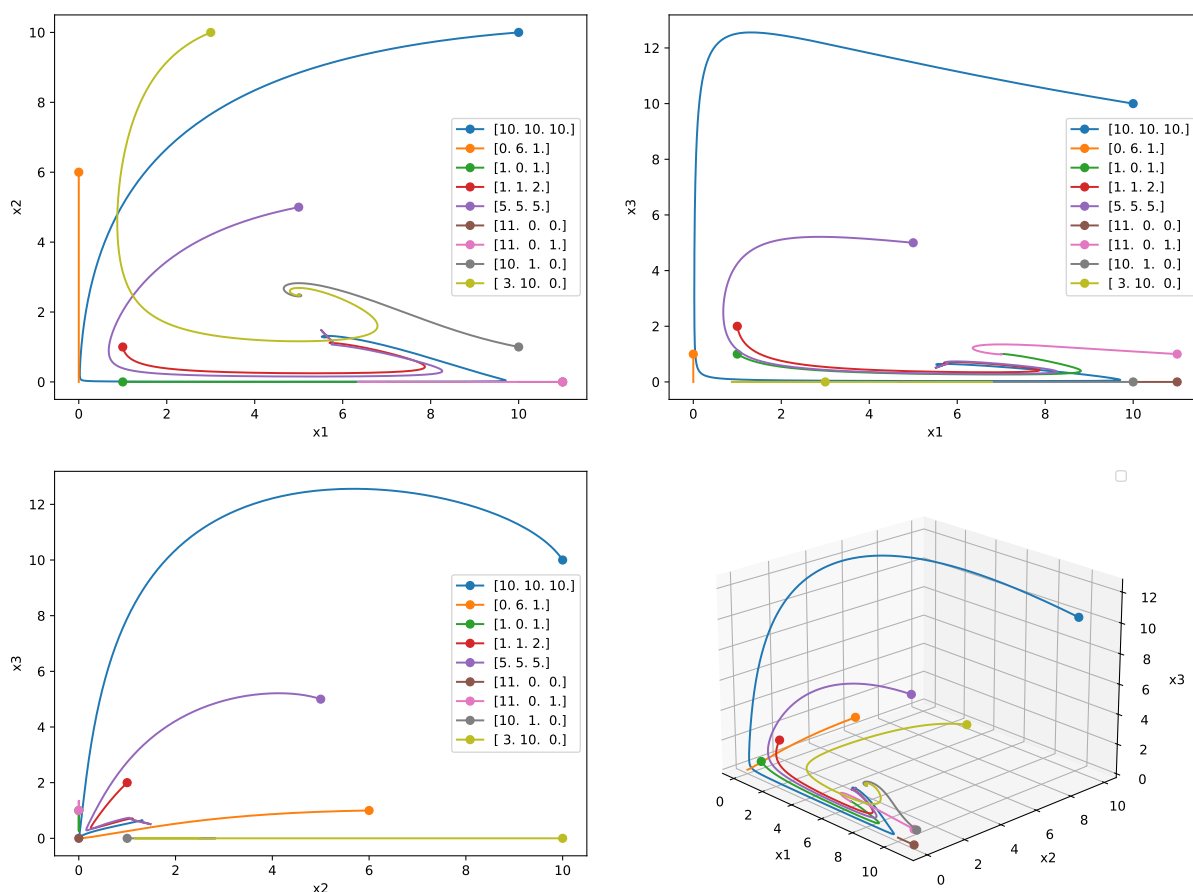 10
8
6
4
2
0
x2
0 2 4 6 8 10
x1
[10. 10. 10.]
[0. 6. 1.]
[1. 0. 1.]
[1. 1. 2.]
[5. 5. 5.]
[11.  0.  0.]
[11.  0.  1.]
[10.  1.  0.]
[ 3. 10.  0.]
12
10
8
6
4
2
0
x3
0 2 4 6 8 10
x1
[10. 10. 10.]
[0. 6. 1.]
[1. 0. 1.]
[1. 1. 2.]
[5. 5. 5.]
[11.  0.  0.]
[11.  0.  1.]
[10.  1.  0.]
[ 3. 10.  0.]
12
10
8
6
4
2
0
x3
0 2 4 6 8 10
x2
[10. 10. 10.]
[0. 6. 1.]
[1. 0. 1.]
[1. 1. 2.]
[5. 5. 5.]
[11.  0.  0.]
[11.  0.  1.]
[10.  1.  0.]
[ 3. 10.  0.]
12
10
8
6
4
2
0
x3
0 2 4 6 8 10
x1
0 2 4 6 8 10
x2